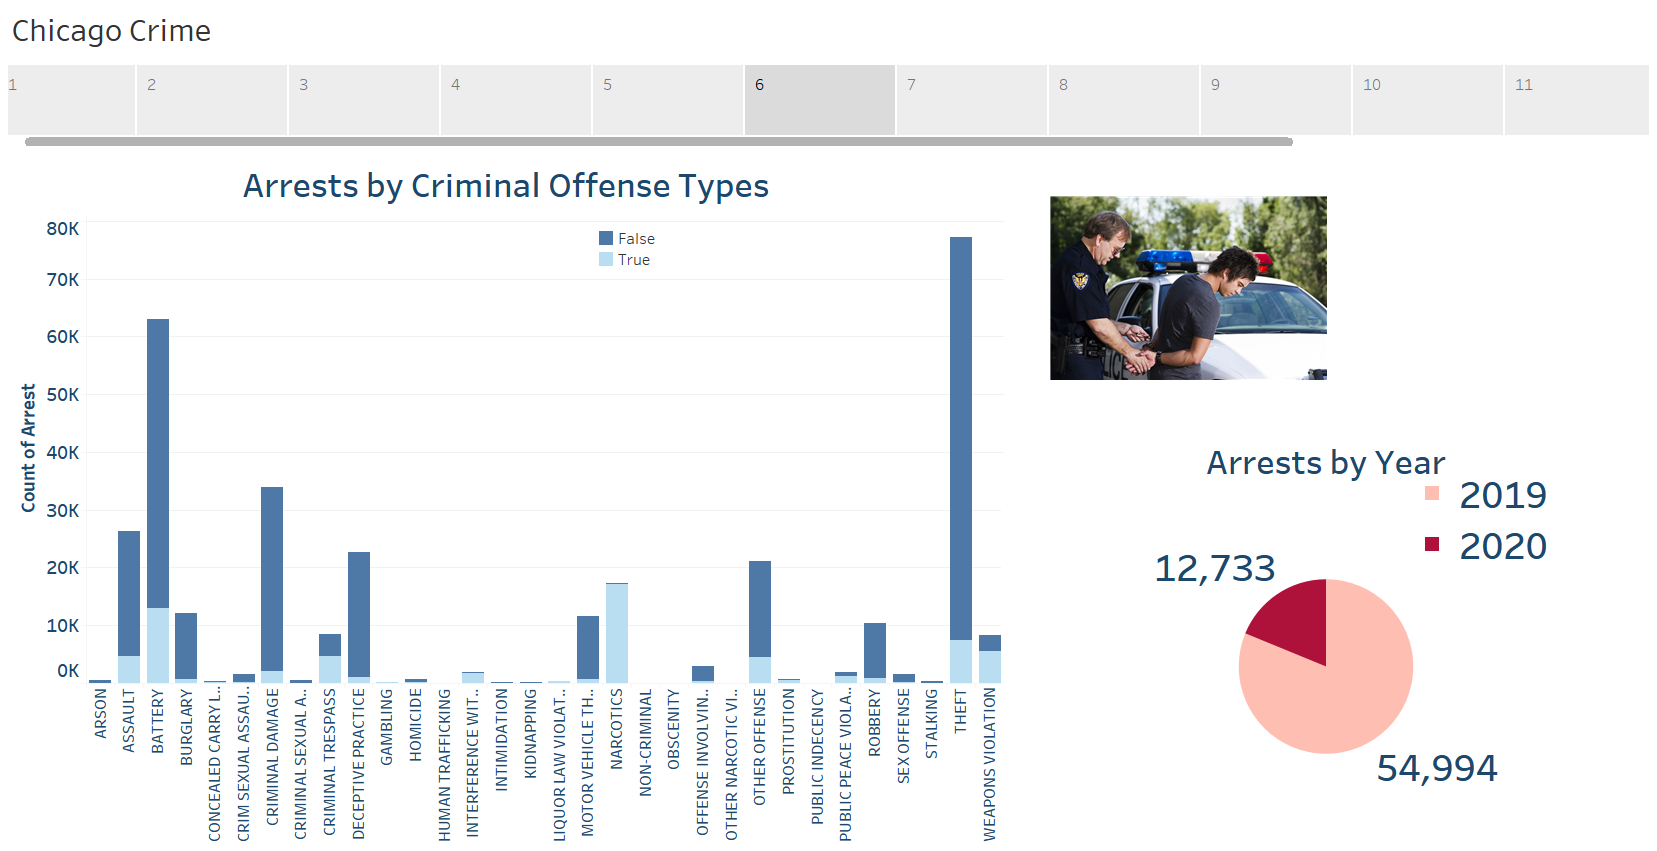 Chicago Crime
1 2 3 4 5 6 7 8 9 10 11
Arrests by Criminal Offense Types
False
True
Count of Arrest
80K
70K
60K
50K
40K
30K
20K
10K
0K
ARSON
ASSAULT
BATTERY
BURGLARY
CONCEALED CARRY L..
CRIM SEXUAL ASSAU..
CRIMINAL DAMAGE
CRIMINAL SEXUAL A..
CRIMINAL TRESPASS
DECEPTIVE PRACTICE
GAMBLING
HOMICIDE
HUMAN TRAFFICKING
INTERFERENCE WIT..
INTIMIDATION
KIDNAPPING
LIQUOR LAW VIOLAT..
MOTOR VEHICLE TH..
NARCOTICS
NON-CRIMINAL
OBSCENITY
OFFENSE INVOLVIN..
OTHER NARCOTIC VI..
OTHER OFFENSE
PROSTITUTION
PUBLIC INDECENCY
PUBLIC PEACE VIOLA..
ROBBERY
SEX OFFENSE
STALKING
THEFT
WEAPONS VIOLATION
Arrests by Year
2019
2020
12,733
54,994